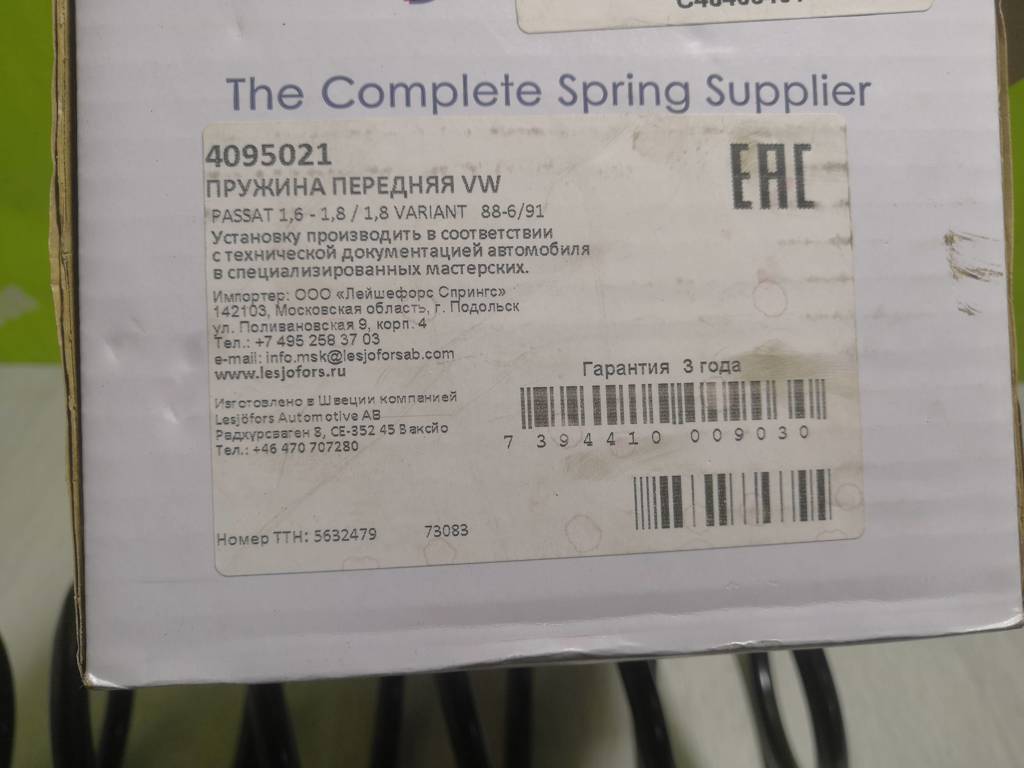 The Complete Spring Supplier
4095021
ПРУЖИНА ПЕРЕДНЯЯ VW
EAC
PASSAT 1,6 - 1,8 / 1,8 VARIANT 88-6/91
Установку производить в соответствии
с технической документацией автомобиля
в специализированных мастерских.
Импортер: ООО «Лейшефорс Спрингс»
142103, Московская область, г. Подольск
ул. Поливановская 9, корп. 4
Тел.: +7 495 258 37 03
e-mail: info.msk@lesjoforsab.com
www.lesjofors.ru
Гарантия 3 года
Изготовлено в Швеции компанией
Lesjöfors Automotive AB
Радхурсваген 8, СЕ-352 45 Ваксйо
Тел.: +46 470 707280
7 394410 009030
Номер ТТН: 5632479 73083